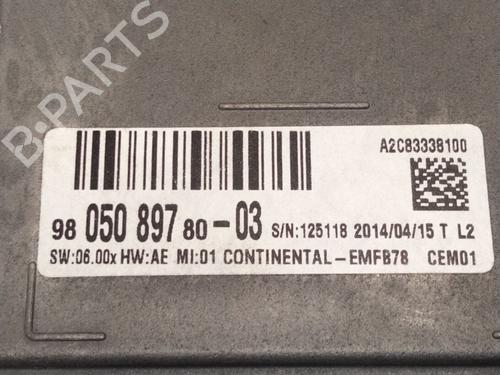 B-PARTS
A2C83338100
98 050 897 80-03 S/N:125118 2014/04/15 T L2
SW:06.00x HW:AE MI:01 CONTINENTAL-EMFB78 CEM01